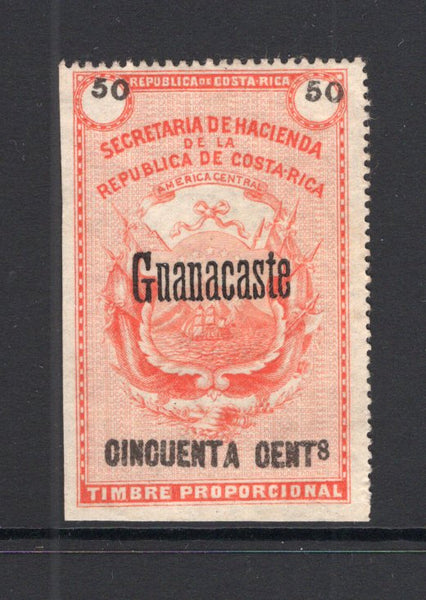 50 REPUBLICA DE COSTA-RICA 50
SECRETARIA DE HACIENDA
DE LA
REPUBLICA DE COSTA-RICA
AMERICA CENTRAL
Guanacaste
CINCUENTA CENTS
TIMBRE PROPORCIONAL